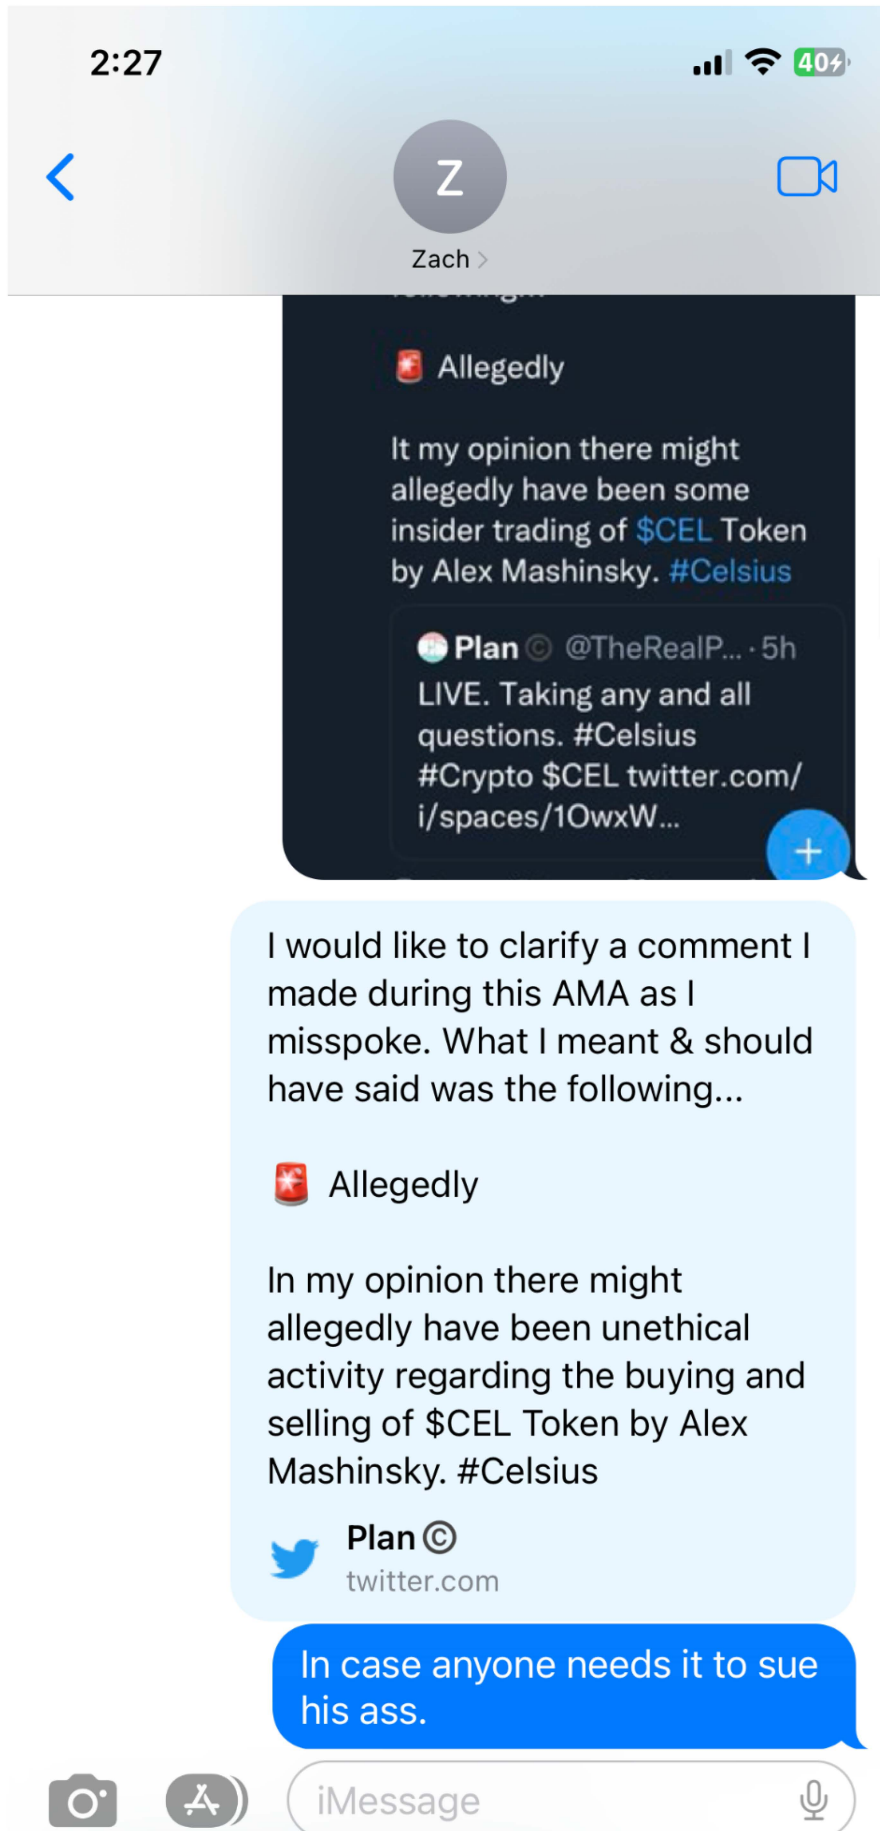 2:27
40
Z
Zach
following...
🚨 Allegedly
It my opinion there might
allegedly have been some
insider trading of $CEL Token
by Alex Mashinsky. #Celsius
Plan © @TheRealP... · 5h
LIVE. Taking any and all
questions. #Celsius
#Crypto $CEL twitter.com/
i/spaces/1OwxW...
I would like to clarify a comment I
made during this AMA as I
misspoke. What I meant & should
have said was the following...
🚨 Allegedly
In my opinion there might
allegedly have been unethical
activity regarding the buying and
selling of $CEL Token by Alex
Mashinsky. #Celsius
Plan ©
twitter.com
In case anyone needs it to sue
his ass.
iMessage